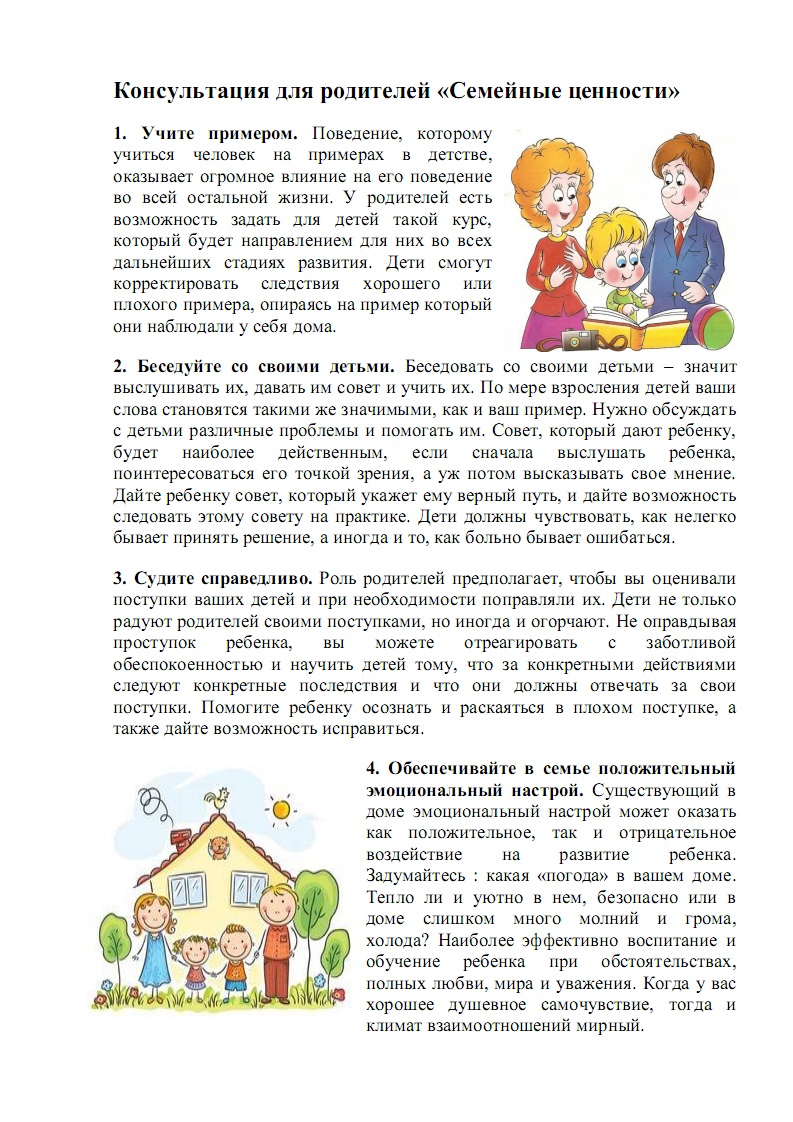 Консультация для родителей «Семейные ценности»
1. Учите примером. Поведение, которому
учиться человек на примерах в детстве,
оказывает огромное влияние на его поведение
во всей остальной жизни. У родителей есть
возможность задать для детей такой курс,
который будет направлением для них во всех
дальнейших стадиях развития. Дети смогут
корректировать следствия хорошего или
плохого примера, опираясь на пример который
они наблюдали у себя дома.
2. Беседуйте со своими детьми. Беседовать со своими детьми – значит
выслушивать их, давать им совет и учить их. По мере взросления детей ваши
слова становятся такими же значимыми, как и ваш пример. Нужно обсуждать
с детьми различные проблемы и помогать им. Совет, который дают ребенку,
будет наиболее действенным, если сначала выслушать ребенка,
поинтересоваться его точкой зрения, а уж потом высказывать свое мнение.
Дайте ребенку совет, который укажет ему верный путь, и дайте возможность
следовать этому совету на практике. Дети должны чувствовать, как нелегко
бывает принять решение, а иногда и то, как больно бывает ошибаться.
3. Судите справедливо. Роль родителей предполагает, чтобы вы оценивали
поступки ваших детей и при необходимости поправляли их. Дети не только
радуют родителей своими поступками, но иногда и огорчают. Не оправдывая
проступок ребенка, вы можете отреагировать с заботливой
обеспокоенностью и научить детей тому, что за конкретными действиями
следуют конкретные последствия и что они должны отвечать за свои
поступки. Помогите ребенку осознать и раскаяться в плохом поступке, а
также дайте возможность исправиться.
4. Обеспечивайте в семье положительный
эмоциональный настрой. Существующий в
доме эмоциональный настрой может оказать
как положительное, так и отрицательное
воздействие на развитие ребенка.
Задумайтесь : какая «погода» в вашем доме.
Тепло ли и уютно в нем, безопасно или в
доме слишком много молний и грома,
холода? Наиболее эффективно воспитание и
обучение ребенка при обстоятельствах,
полных любви, мира и уважения. Когда у вас
хорошее душевное самочувствие, тогда и
климат взаимоотношений мирный.